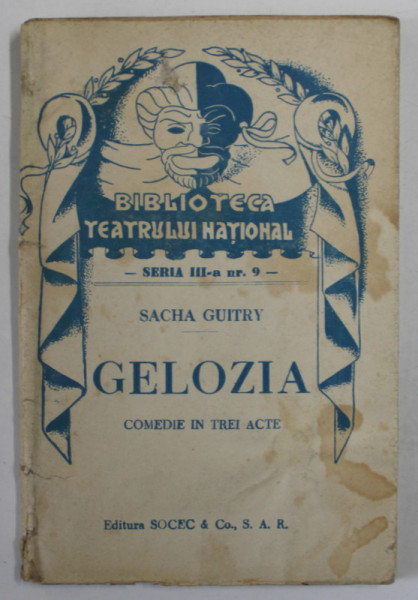 BIBLIOTECA
TEATRULUI NAȚIONAL
— SERIA III-a nr. 9 —
SACHA GUITRY
GELOZIA
COMEDIE IN TREI ACTE
Editura SOCEC & Co., S. A. R.